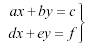 ax + by = c
dx + ey = f